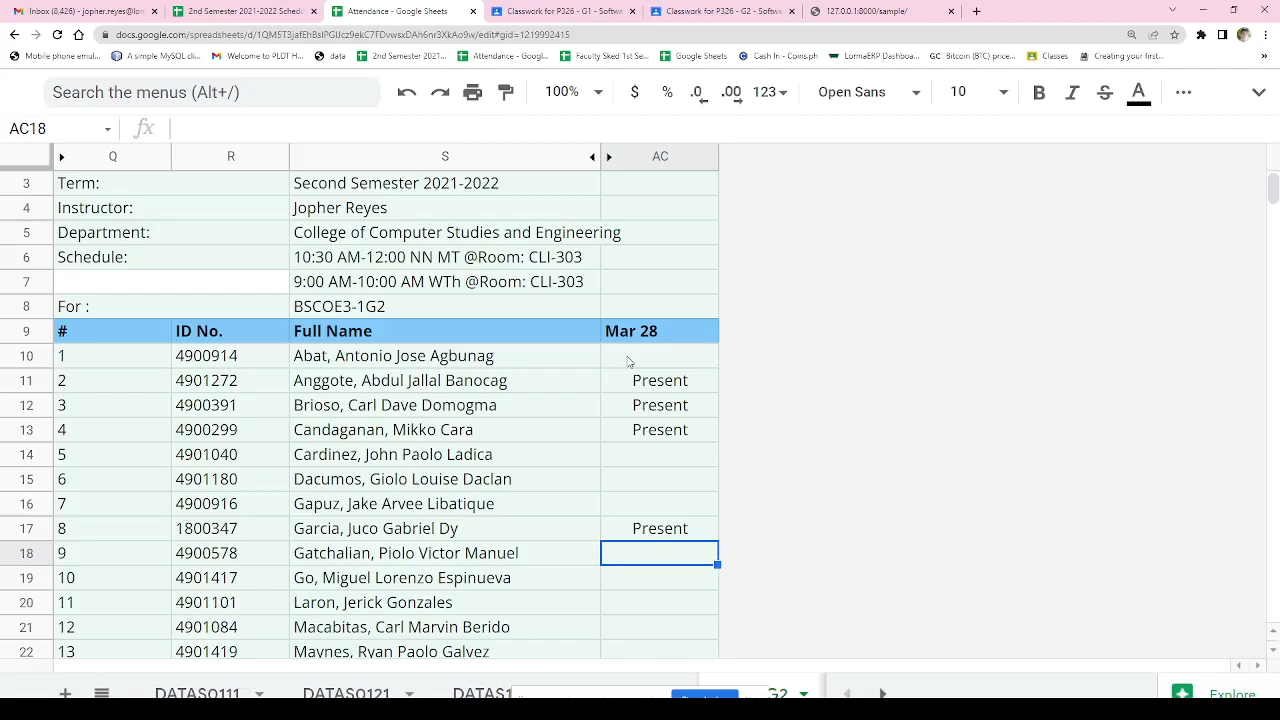 Inbox (8,426) - jopher.reyes@lo
2nd Semester 2021-2022 Schedu
Attendance - Google Sheets
Classwork for P326 - G1 - Softwa
Classwork for P326 - G2 - Softwa
127.0.0.1:8000/sample/
docs.google.com/spreadsheets/d/1QM5T3jafEhBsIPGlJcz9ekC7FDvwsxDAh6nr3XkAo9w/edit#gid=1219992415
Mobile phone emul...
A simple MySQL cli...
Welcome to PLDT H...
data
2nd Semester 2021...
Attendance - Googl...
Faculty Sked 1st Se...
Google Sheets
Cash In - Coins.ph
LormaERP Dashboa...
GC Bitcoin (BTC) price...
Classes
Creating your first...
»
Search the menus (Alt+/)
100%
$ % .0 .00 123
Open Sans
10
B I S A
AC18
fx
Q R S AC
3 Term: Second Semester 2021-2022
4 Instructor: Jopher Reyes
5 Department: College of Computer Studies and Engineering
6 Schedule: 10:30 AM-12:00 NN MT @Room: CLI-303
7 9:00 AM-10:00 AM WTh @Room: CLI-303
8 For : BSCOE3-1G2
9 # ID No. Full Name Mar 28
10 1 4900914 Abat, Antonio Jose Agbunag
11 2 4901272 Anggote, Abdul Jallal Banocag Present
12 3 4900391 Brioso, Carl Dave Domogma Present
13 4 4900299 Candaganan, Mikko Cara Present
14 5 4901040 Cardinez, John Paolo Ladica
15 6 4901180 Dacumos, Giolo Louise Daclan
16 7 4900916 Gapuz, Jake Arvee Libatique
17 8 1800347 Garcia, Juco Gabriel Dy Present
18 9 4900578 Gatchalian, Piolo Victor Manuel
19 10 4901417 Go, Miguel Lorenzo Espinueva
20 11 4901101 Laron, Jerick Gonzales
21 12 4901084 Macabitas, Carl Marvin Berido
22 13 4901419 Maynes, Ryan Paolo Galvez
DATAS0111 DATAS0121 DATAS1 G2 Explore